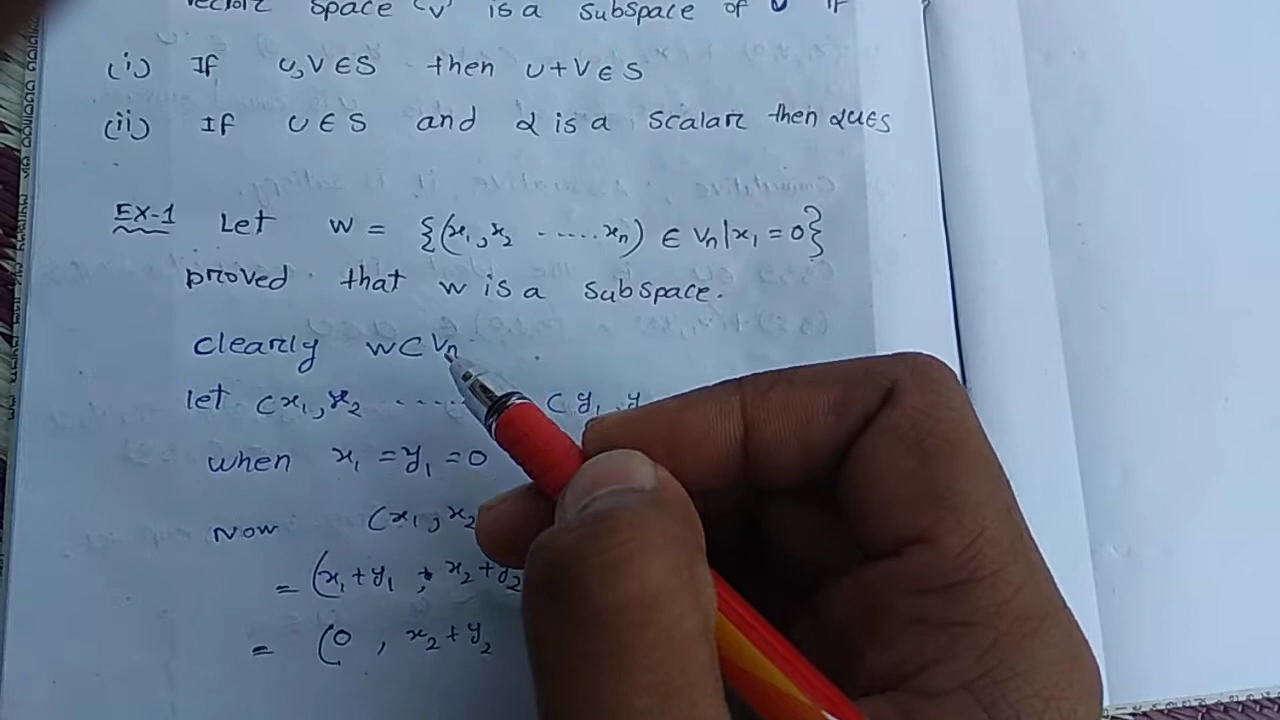 space 'V' is a subspace of U if
(i) If U,V ∈ S then U+V ∈ S
(ii) If U ∈ S and α is a scalar then αu∈S
EX-1 Let W = {(x₁,x₂ ......xₙ) ∈ Vₙ|x₁ = 0}
proved that W is a subspace.
clearly W⊂Vₙ
let (x₁,x₂ ..... (y₁,y
when x₁ = y₁ = 0
Now (x₁,x₂
= (x₁+y₁ , x₂+y₂
= (0 , x₂+y₂